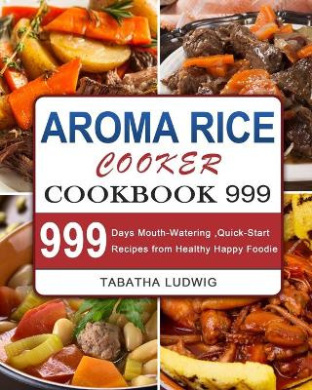 AROMA RICE
COOKER
COOKBOOK 999
999 Days Mouth-Watering ,Quick-Start
Recipes from Healthy Happy Foodie
TABATHA LUDWIG